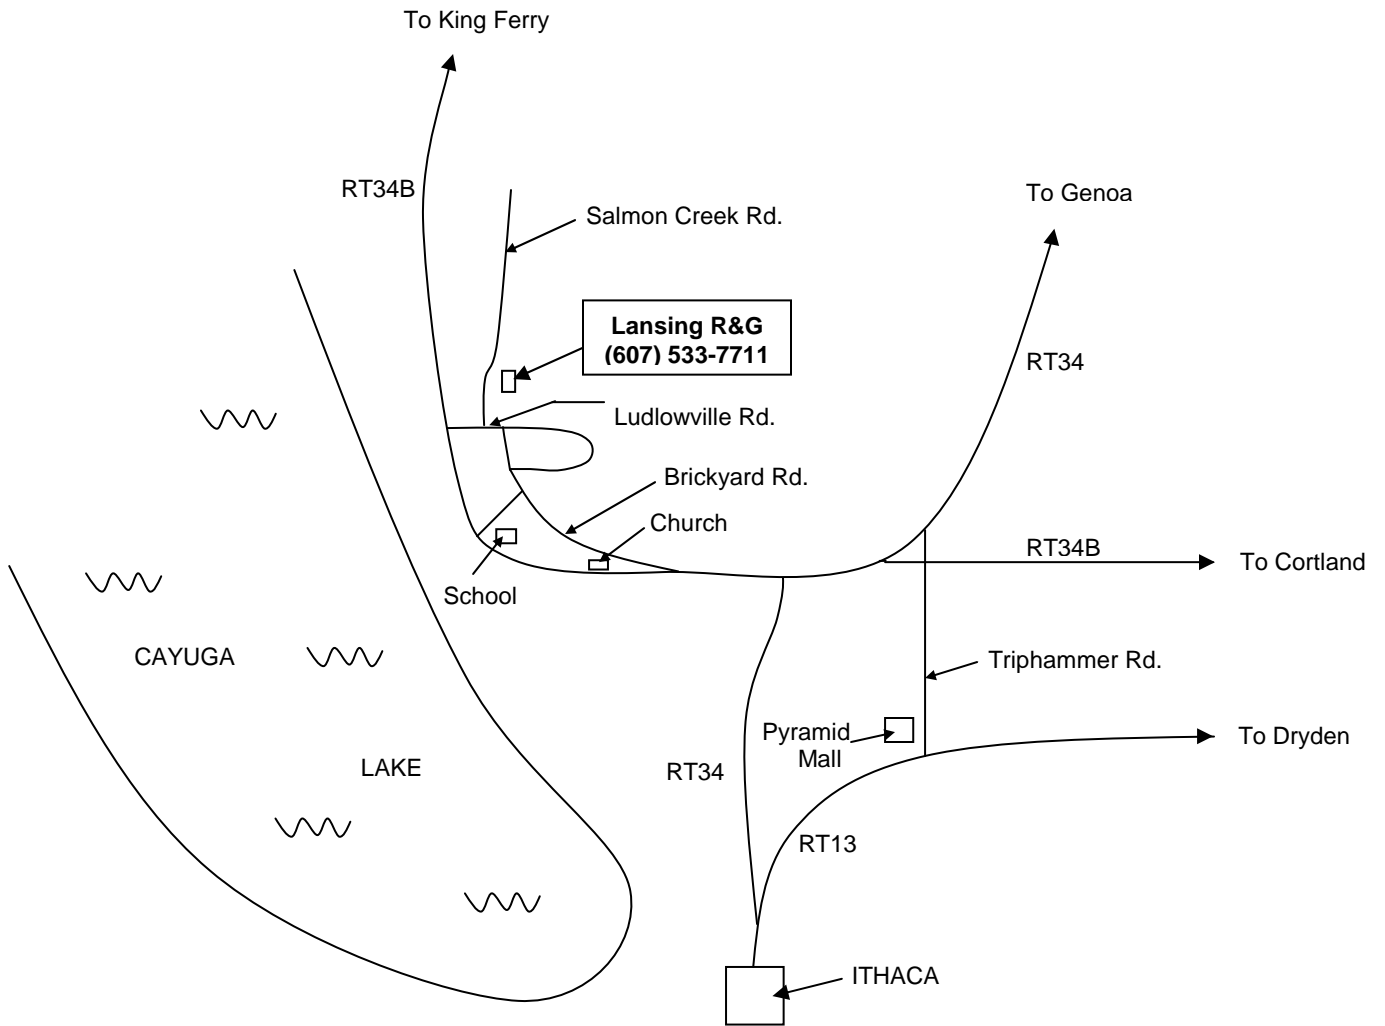 To King Ferry
RT34B
To Genoa
Salmon Creek Rd.
Lansing R&G
(607) 533-7711
RT34
Ludlowville Rd.
Brickyard Rd.
Church
RT34B
To Cortland
School
CAYUGA
Triphammer Rd.
Pyramid
Mall
To Dryden
LAKE
RT34
RT13
ITHACA